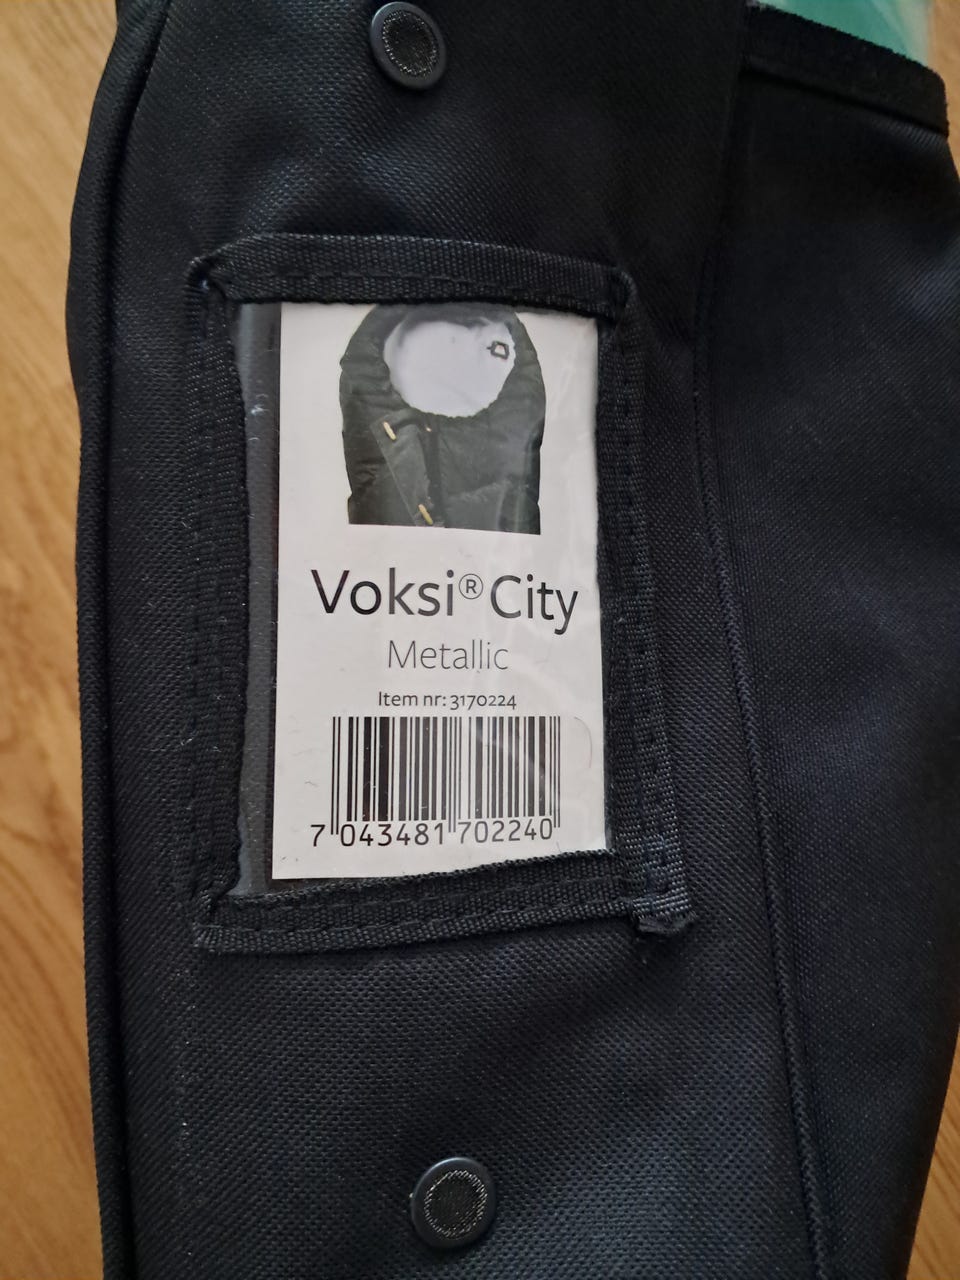 Voksi® City
Metallic
Item nr: 3170224
7 043481 702240